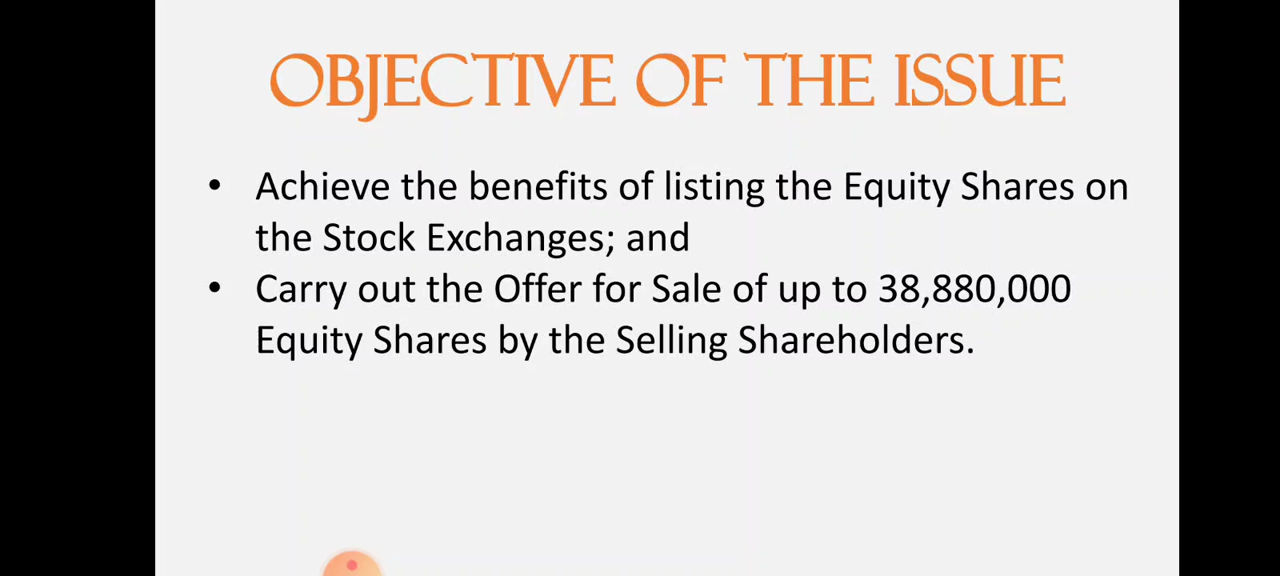 OBJECTIVE OF THE ISSUE
• Achieve the benefits of listing the Equity Shares on
the Stock Exchanges; and
• Carry out the Offer for Sale of up to 38,880,000
Equity Shares by the Selling Shareholders.